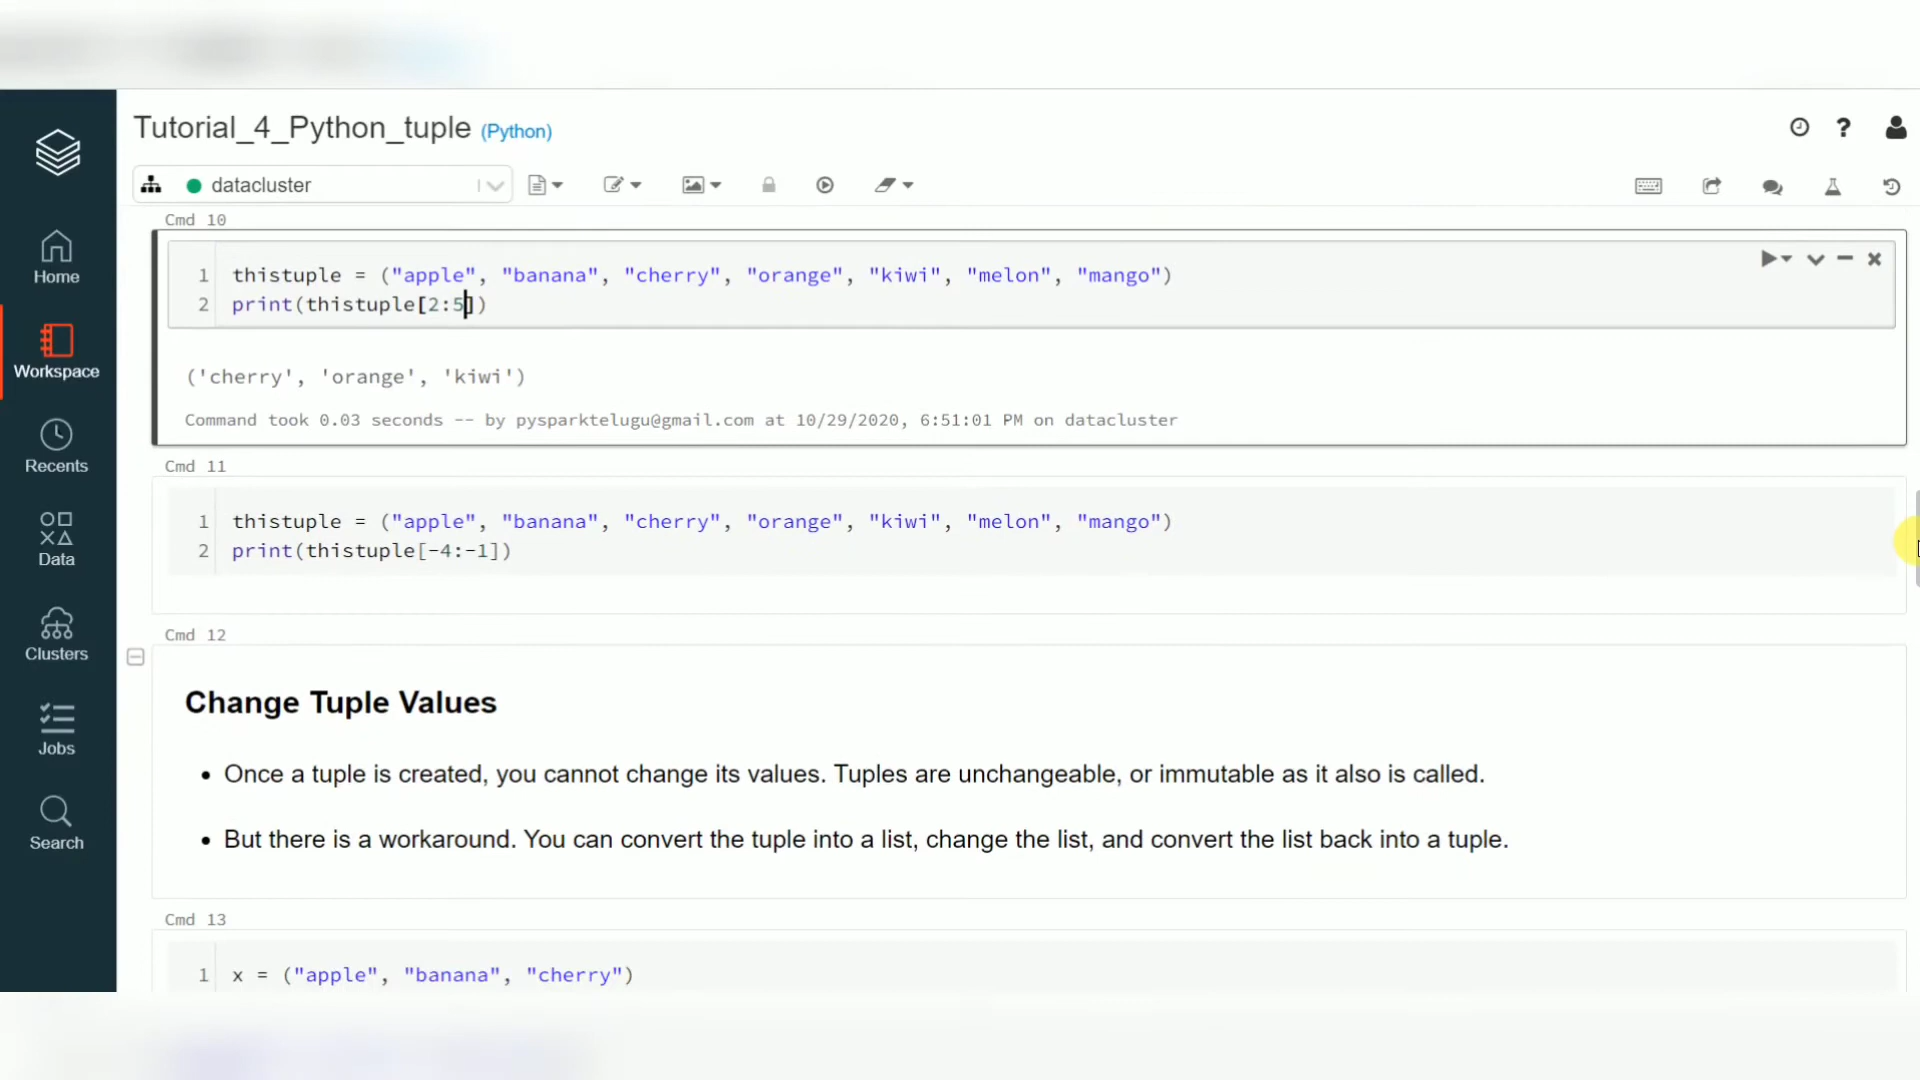 Tutorial_4_Python_tuple (Python)
datacluster
Home
Workspace
Recents
Data
Clusters
Jobs
Search
Cmd 10
1 thistuple = ("apple", "banana", "cherry", "orange", "kiwi", "melon", "mango")
2 print(thistuple[2:5])
('cherry', 'orange', 'kiwi')
Command took 0.03 seconds -- by pysparktelugu@gmail.com at 10/29/2020, 6:51:01 PM on datacluster
Cmd 11
1 thistuple = ("apple", "banana", "cherry", "orange", "kiwi", "melon", "mango")
2 print(thistuple[-4:-1])
Cmd 12
Change Tuple Values
• Once a tuple is created, you cannot change its values. Tuples are unchangeable, or immutable as it also is called.
• But there is a workaround. You can convert the tuple into a list, change the list, and convert the list back into a tuple.
Cmd 13
1 x = ("apple", "banana", "cherry")